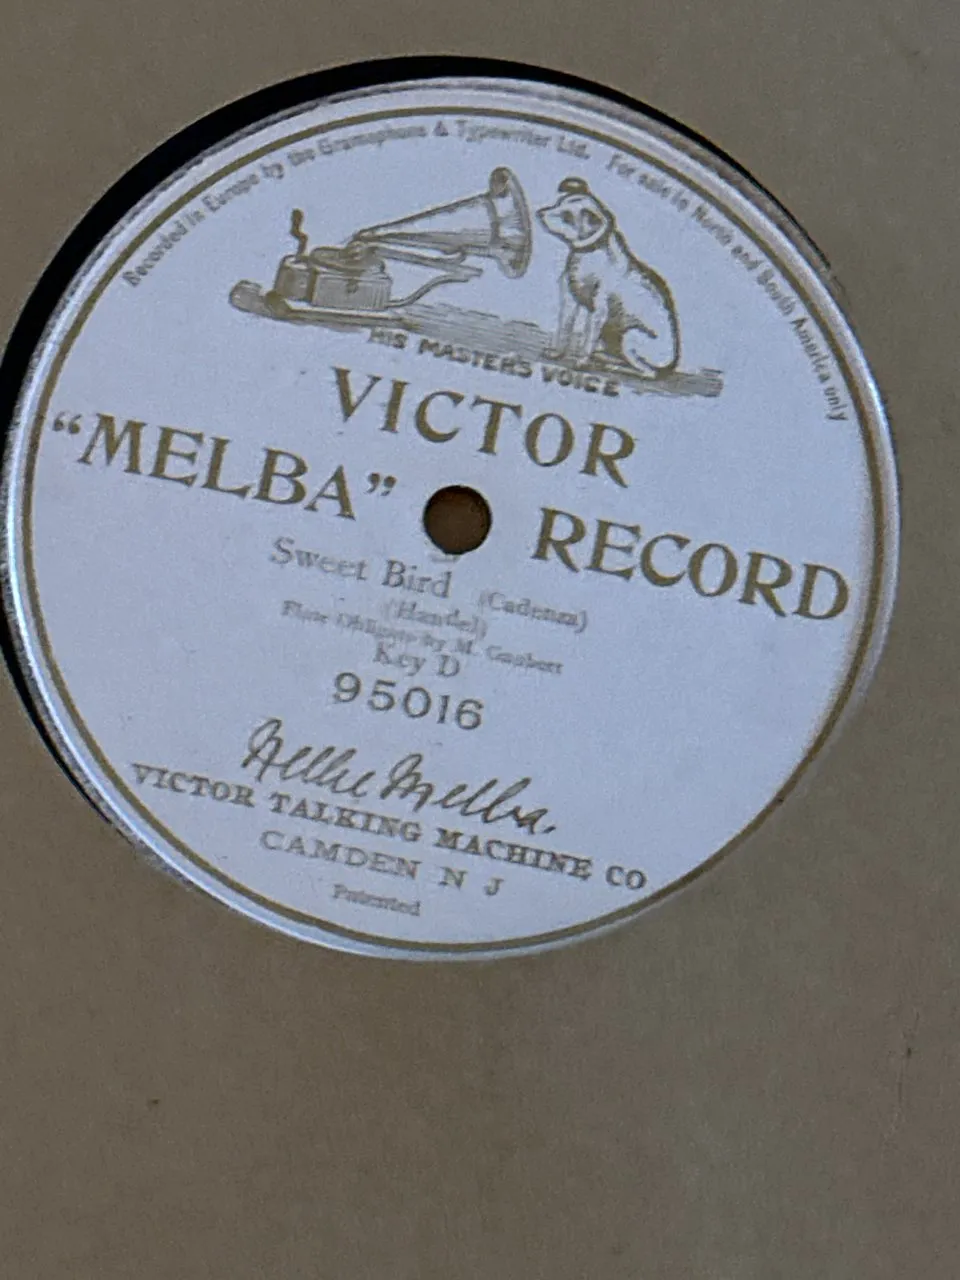 Recorded in Europe by the Gramophone & Typewriter Ltd. For sale in North and South America only
HIS MASTER'S VOICE
VICTOR
“MELBA” RECORD
Sweet Bird (Cadenza)
(Handel)
Flute Obligato by M. Gaubert
Key D
95016
Nellie Melba.
VICTOR TALKING MACHINE CO
CAMDEN N J
Patented